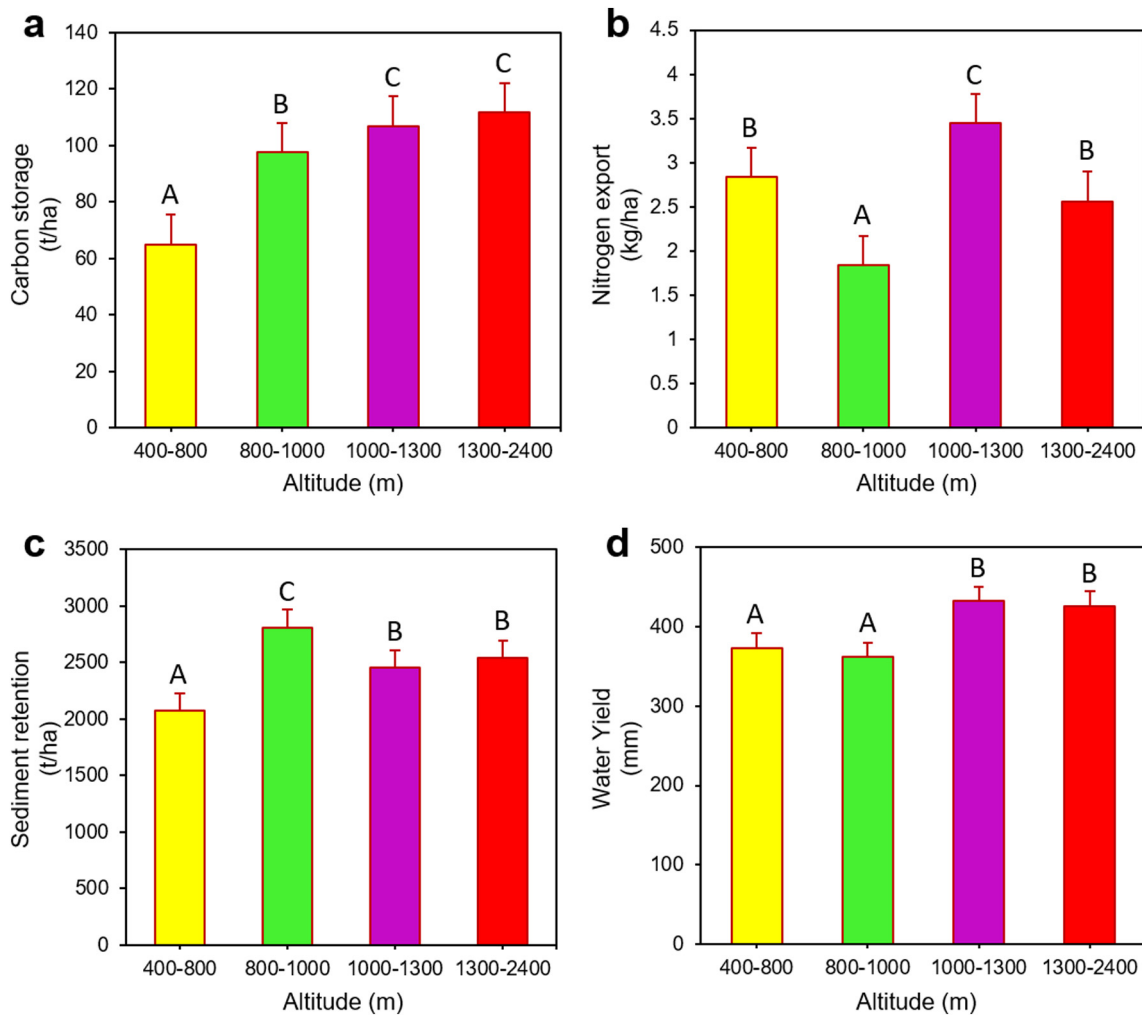 a
Carbon storage
(t/ha)
140
120
100
80
60
40
20
0
A
B
C
C
400-800
800-1000
1000-1300
1300-2400
Altitude (m)
b
Nitrogen export
(kg/ha)
4.5
4
3.5
3
2.5
2
1.5
1
0.5
0
B
A
C
B
400-800
800-1000
1000-1300
1300-2400
Altitude (m)
c
Sediment retention
(t/ha)
3500
3000
2500
2000
1500
1000
500
0
A
C
B
B
400-800
800-1000
1000-1300
1300-2400
Altitude (m)
d
Water Yield
(mm)
500
400
300
200
100
0
A
A
B
B
400-800
800-1000
1000-1300
1300-2400
Altitude (m)